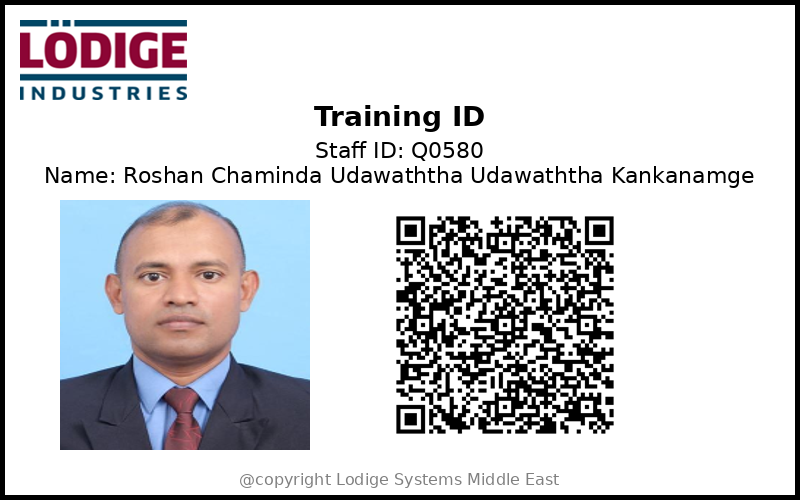 LÖDIGE
INDUSTRIES
Training ID
Staff ID: Q0580
Name: Roshan Chaminda Udawaththa Udawaththa Kankanamge
@copyright Lodige Systems Middle East